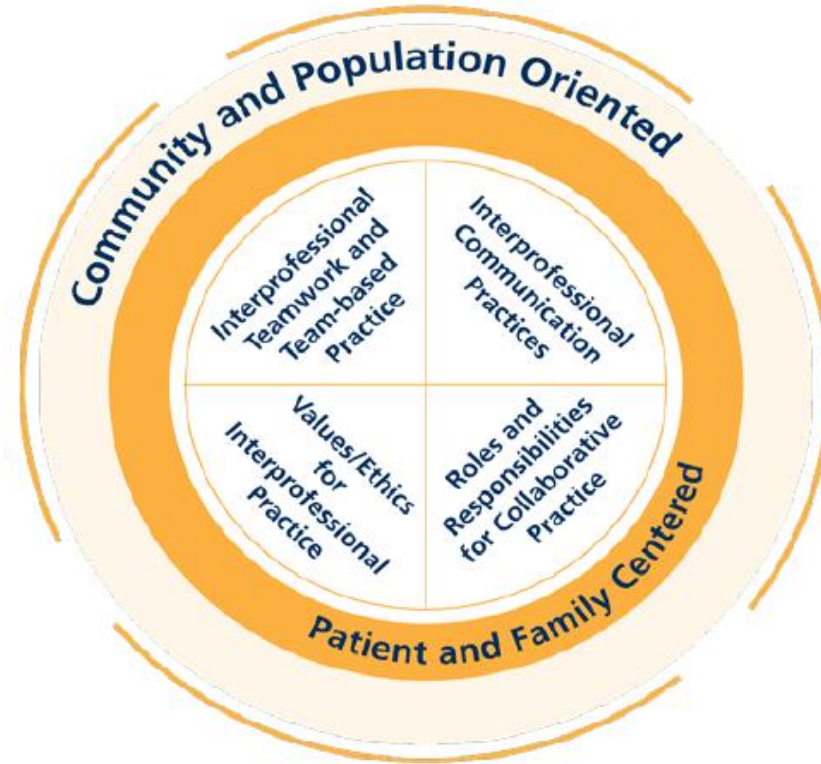 Community and Population Oriented
Interprofessional
Teamwork and
Team-based
Practice
Interprofessional
Communication
Practices
Values/Ethics
for
Interprofessional
Practice
Roles and
Responsibilities
for Collaborative
Practice
Patient and Family Centered